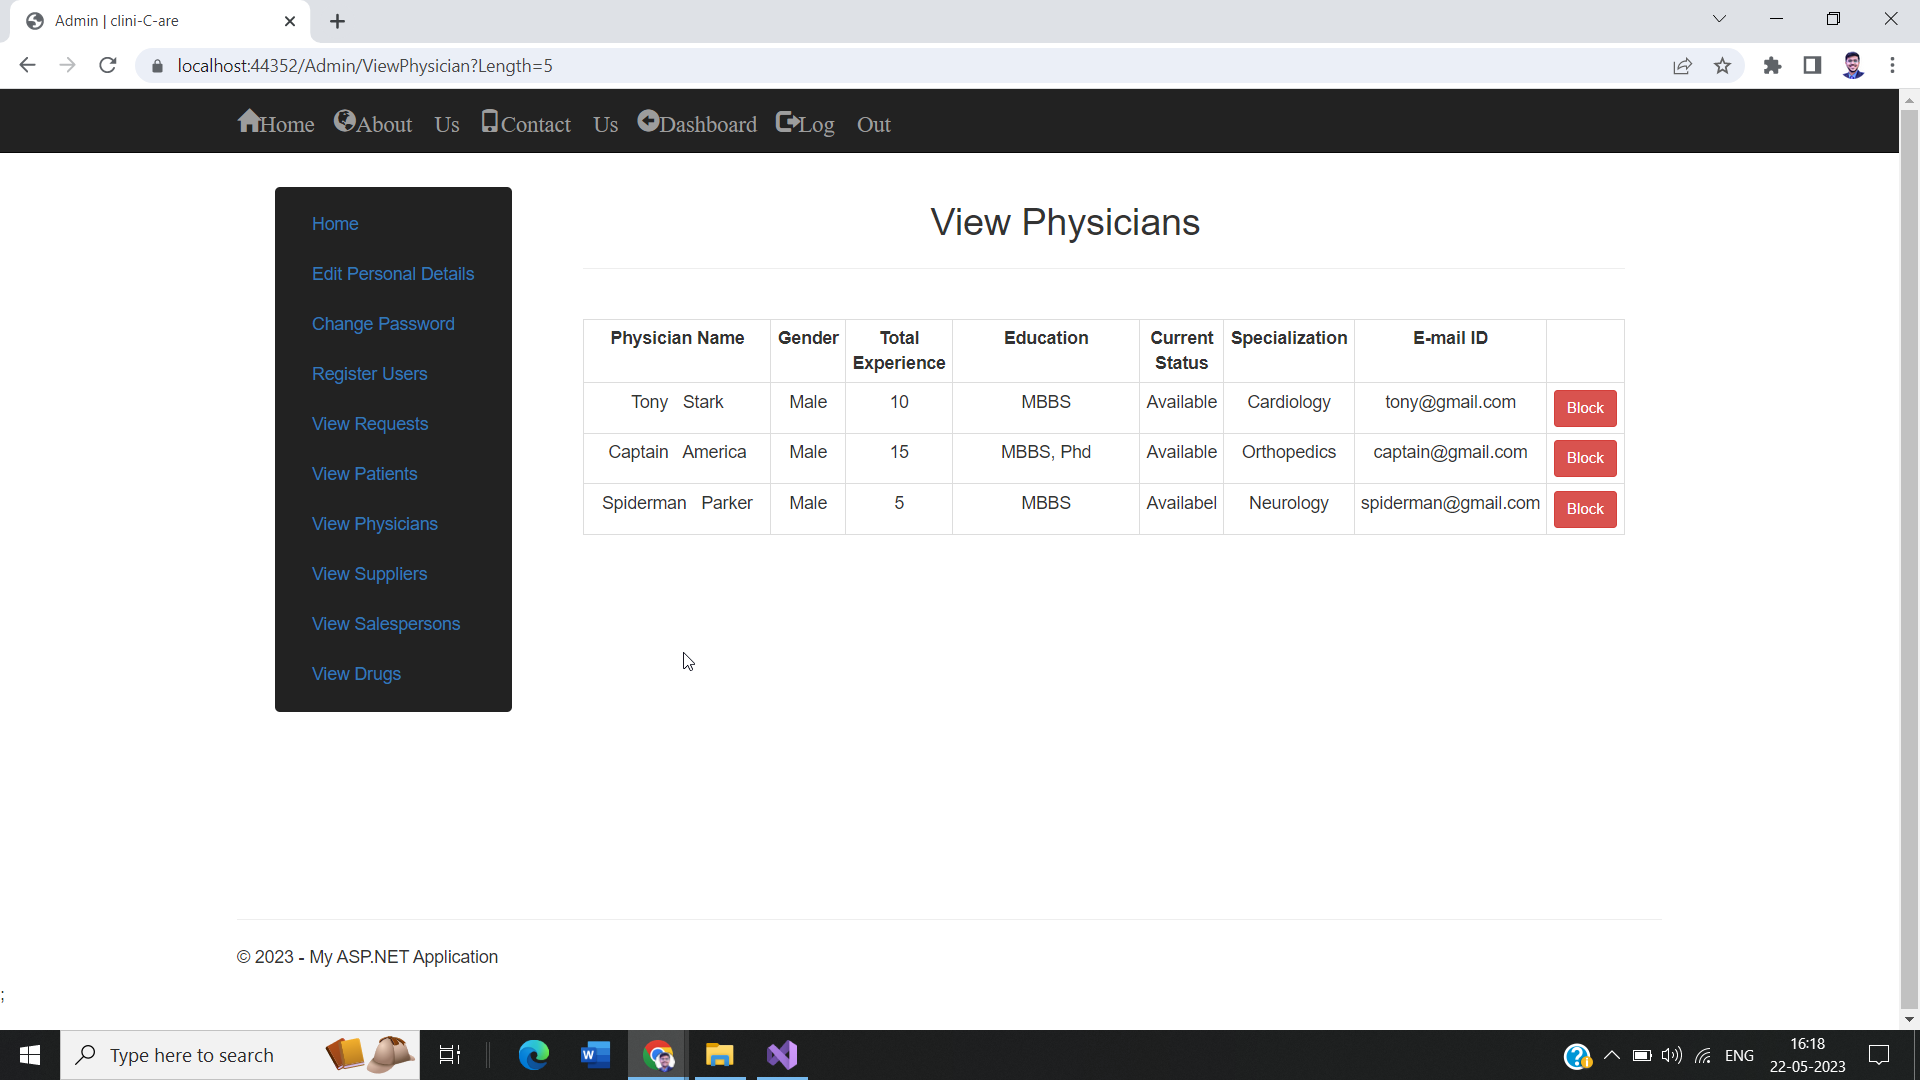 Admin | clini-C-are
localhost:44352/Admin/ViewPhysician?Length=5
Home About Us Contact Us Dashboard Log Out
Home
Edit Personal Details
Change Password
Register Users
View Requests
View Patients
View Physicians
View Suppliers
View Salespersons
View Drugs
View Physicians
Physician Name Gender Total Experience Education Current Status Specialization E-mail ID
Tony Stark Male 10 MBBS Available Cardiology tony@gmail.com Block
Captain America Male 15 MBBS, Phd Available Orthopedics captain@gmail.com Block
Spiderman Parker Male 5 MBBS Availabel Neurology spiderman@gmail.com Block
© 2023 - My ASP.NET Application
;
Type here to search
ENG
16:18
22-05-2023